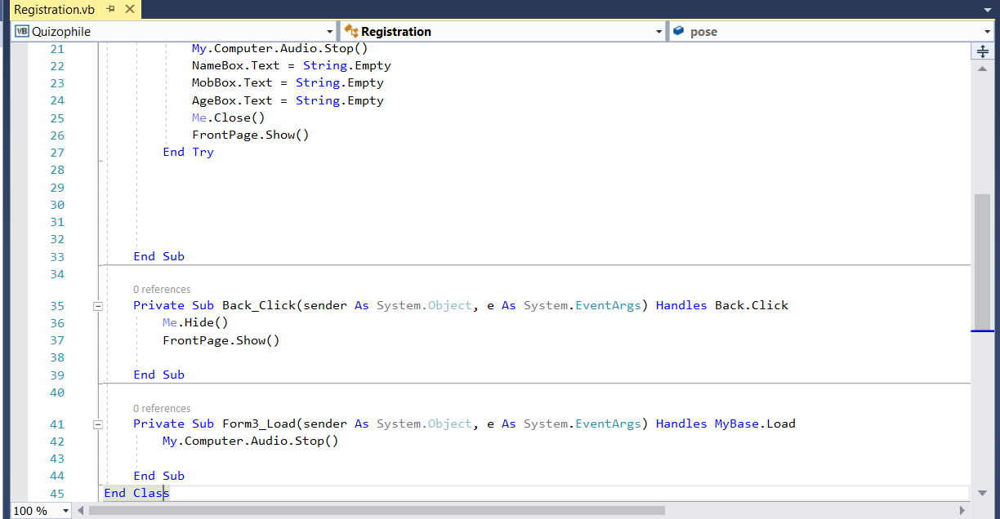 Registration.vb
Quizophile Registration pose
21 My.Computer.Audio.Stop()
22 NameBox.Text = String.Empty
23 MobBox.Text = String.Empty
24 AgeBox.Text = String.Empty
25 Me.Close()
26 FrontPage.Show()
27 End Try
28
29
30
31
32
33 End Sub
34
0 references
35 Private Sub Back_Click(sender As System.Object, e As System.EventArgs) Handles Back.Click
36 Me.Hide()
37 FrontPage.Show()
38
39 End Sub
40
0 references
41 Private Sub Form3_Load(sender As System.Object, e As System.EventArgs) Handles MyBase.Load
42 My.Computer.Audio.Stop()
43
44 End Sub
45 End Class
100 %